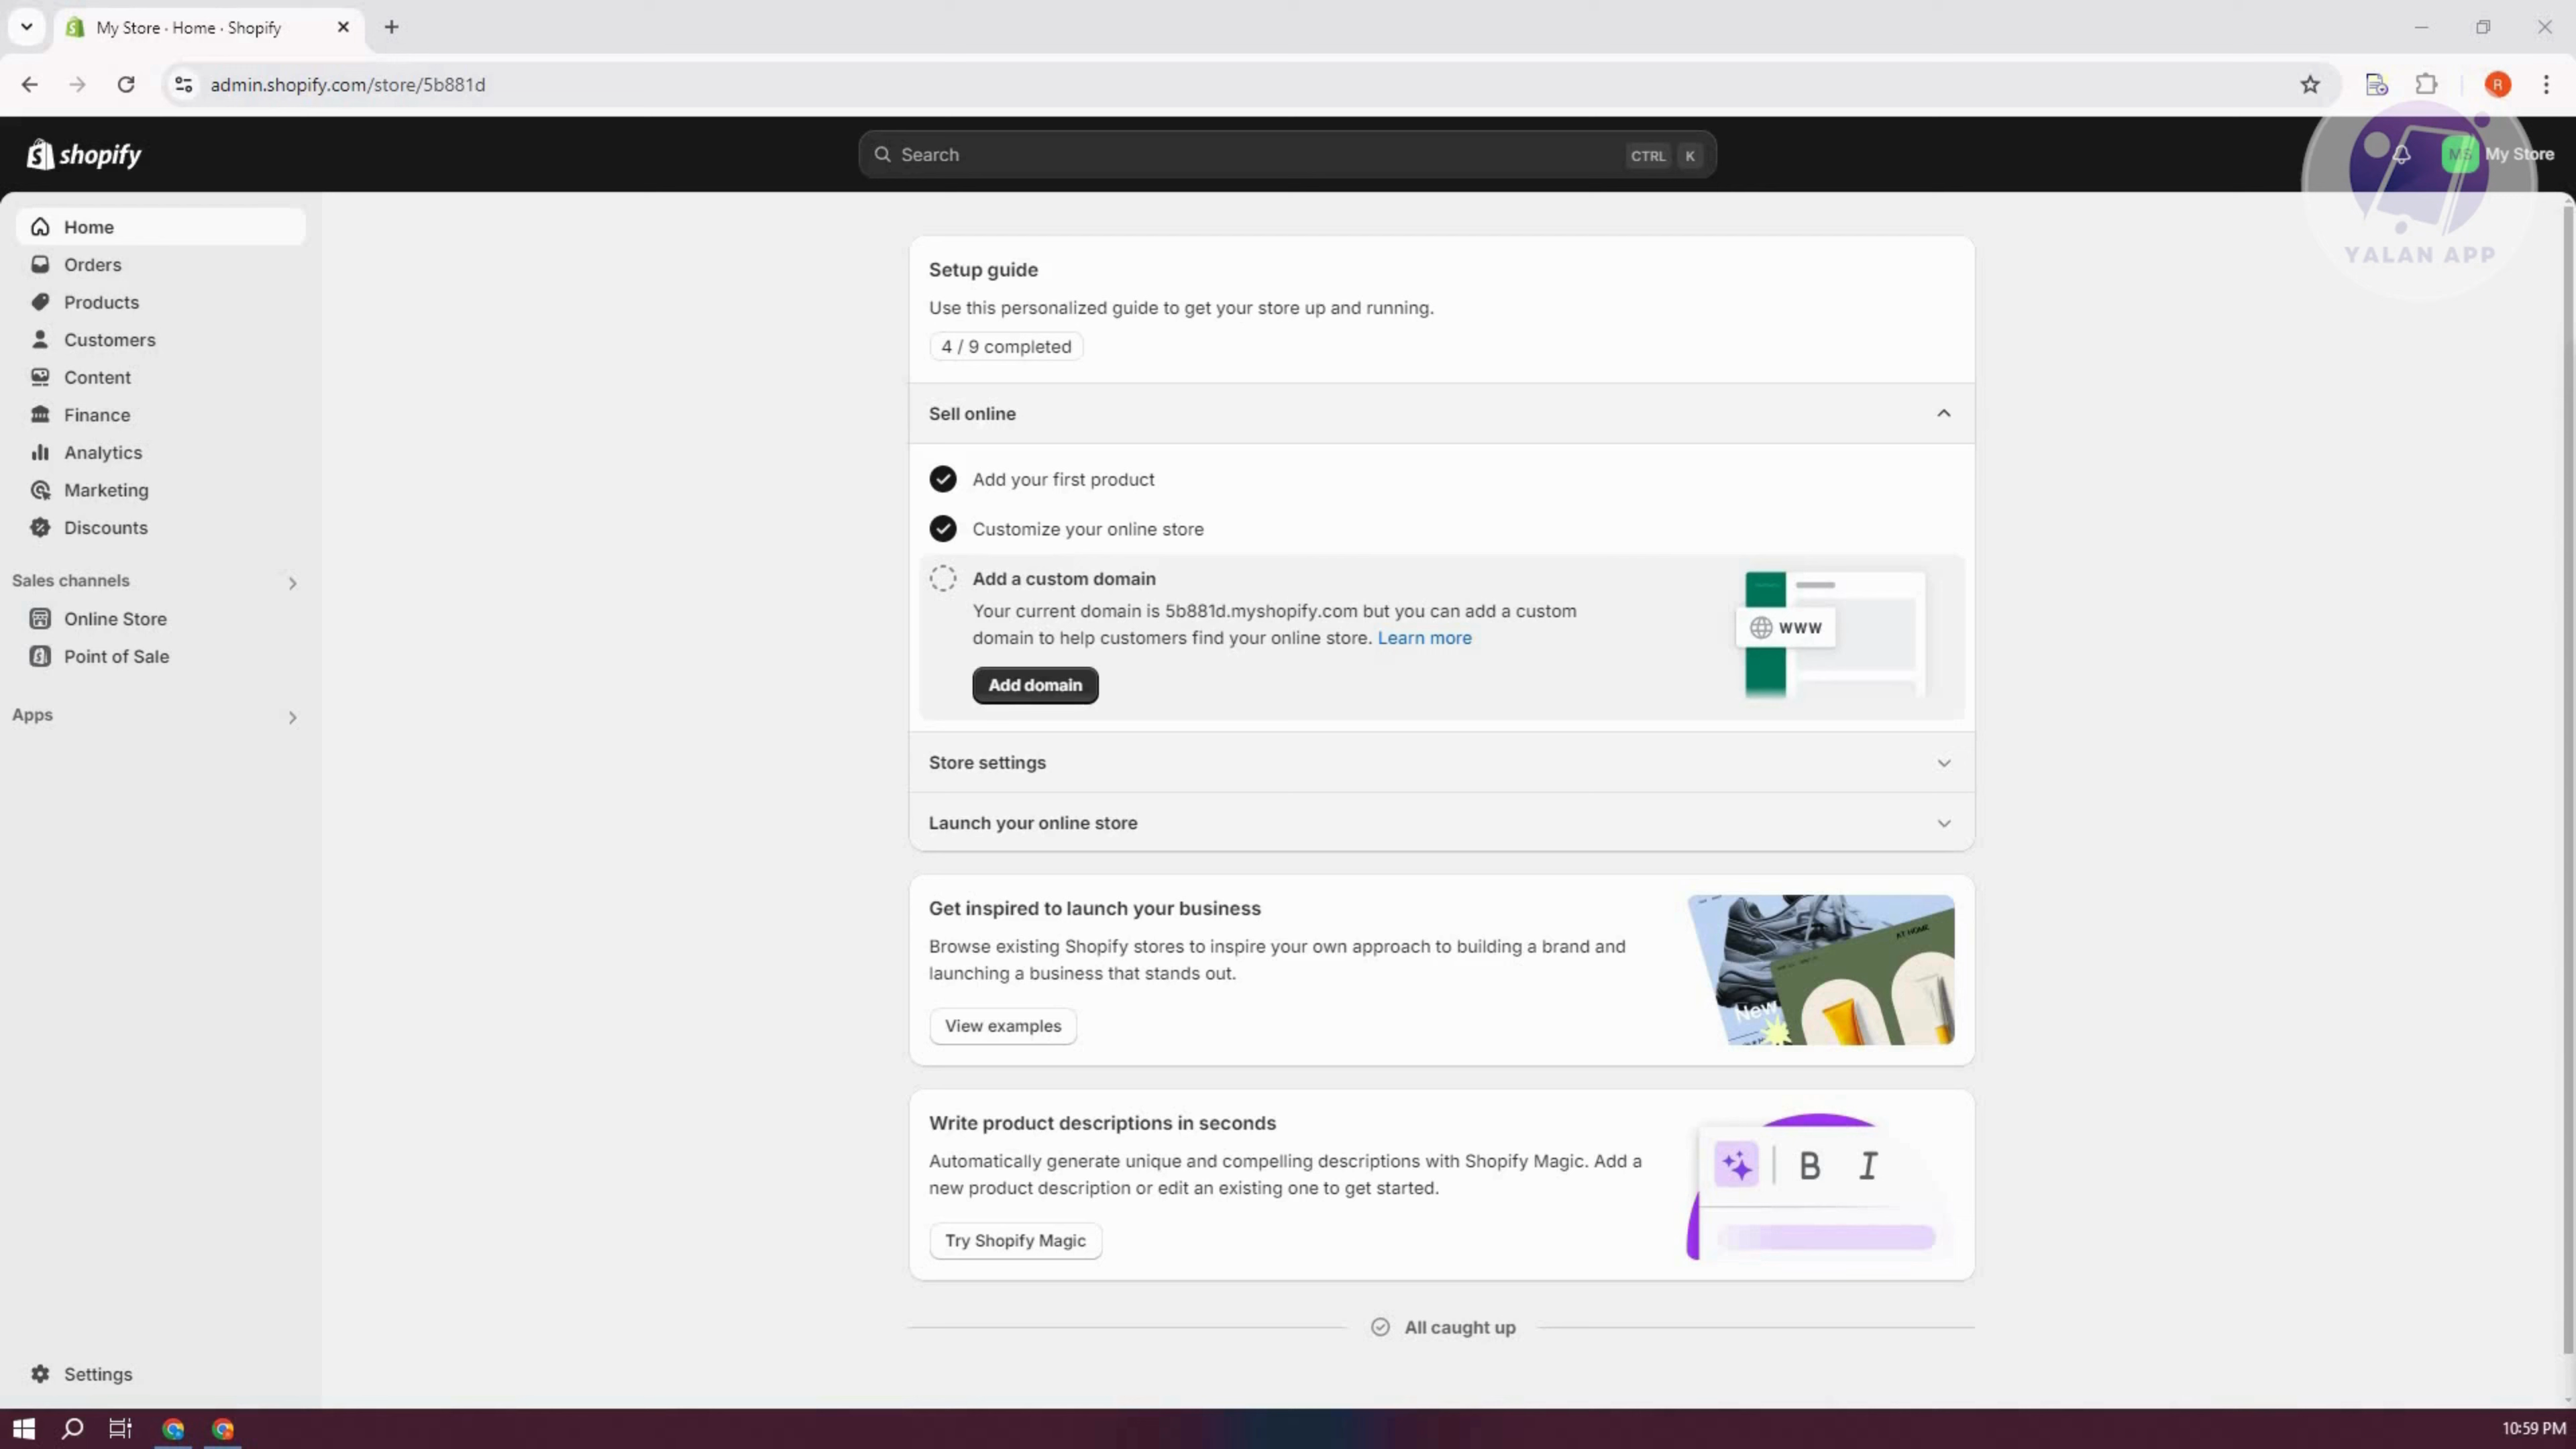 My Store · Home · Shopify
admin.shopify.com/store/5b881d
shopify
Search
CTRL K
MS My Store
YALAN APP
Home
Orders
Products
Customers
Content
Finance
Analytics
Marketing
Discounts
Sales channels
Online Store
Point of Sale
Apps
Settings
Setup guide
Use this personalized guide to get your store up and running.
4 / 9 completed
Sell online
Add your first product
Customize your online store
Add a custom domain
Your current domain is 5b881d.myshopify.com but you can add a custom
domain to help customers find your online store. Learn more
Add domain
www
Store settings
Launch your online store
Get inspired to launch your business
Browse existing Shopify stores to inspire your own approach to building a brand and
launching a business that stands out.
View examples
AT HOME
New
Write product descriptions in seconds
Automatically generate unique and compelling descriptions with Shopify Magic. Add a
new product description or edit an existing one to get started.
Try Shopify Magic
B I
All caught up
R
10:59 PM